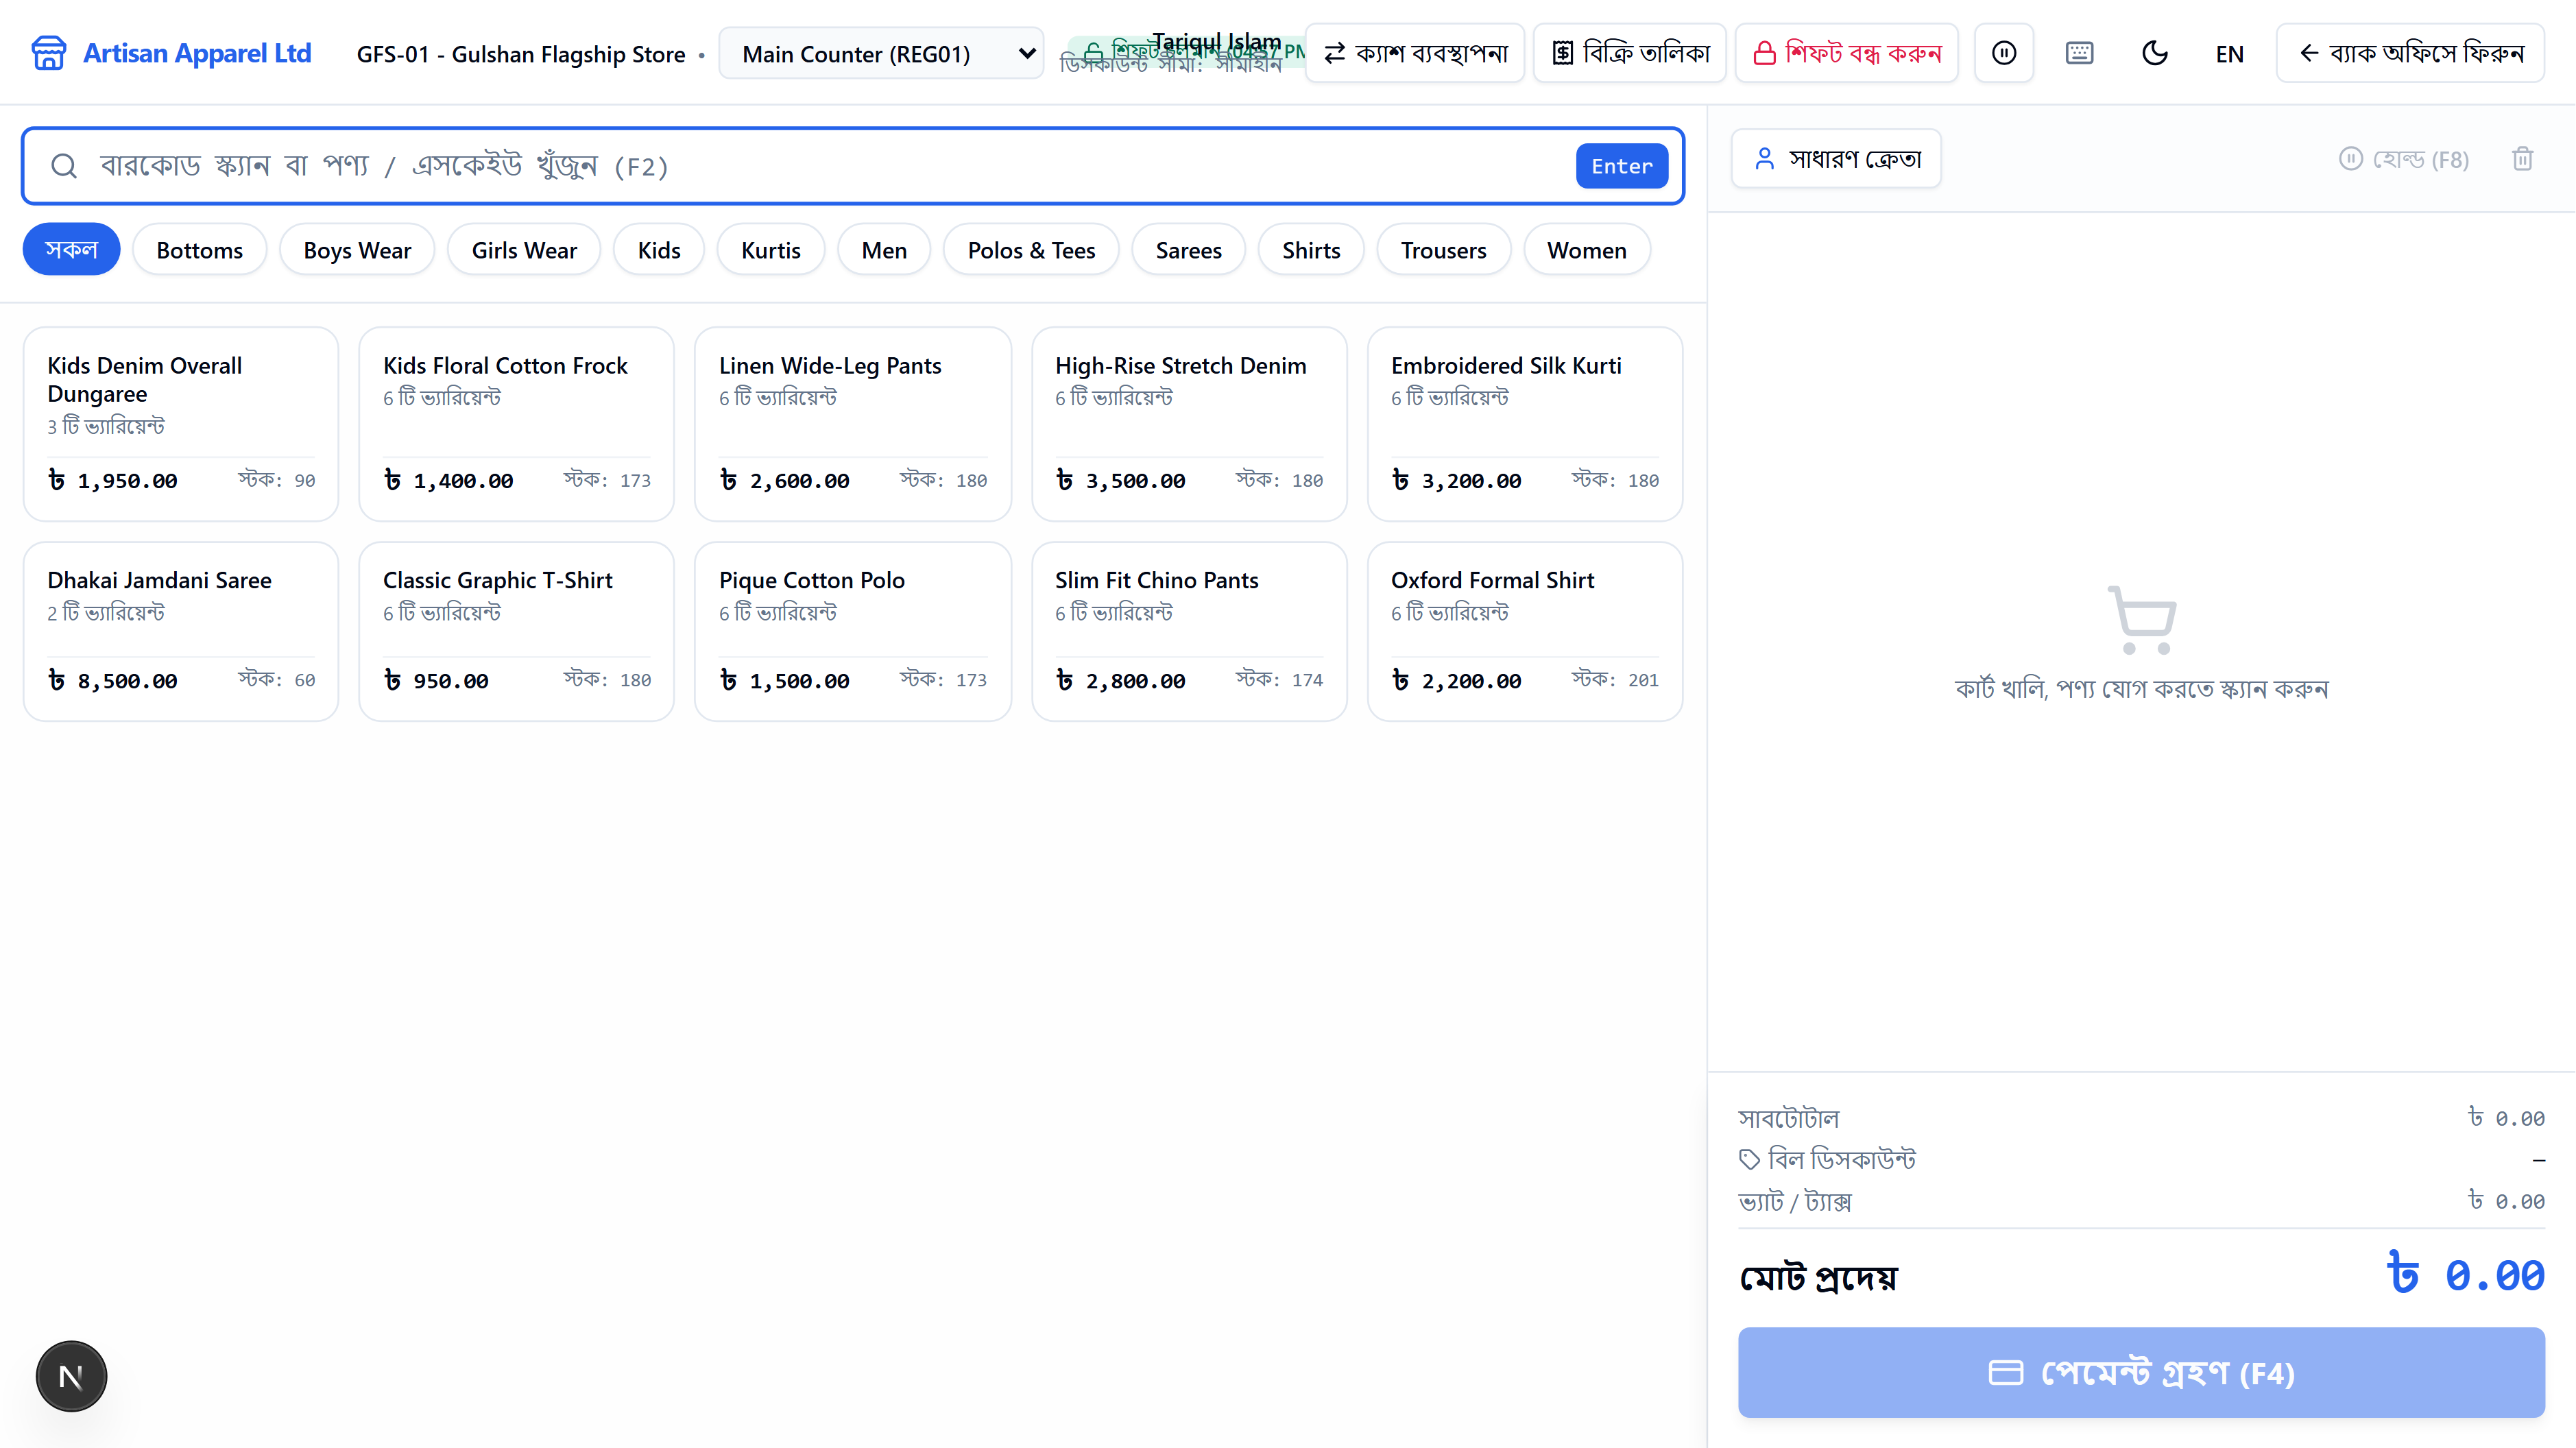 Artisan Apparel Ltd
GFS-01 - Gulshan Flagship Store •
Main Counter (REG01)
শিফট
(04:57 PM
Tariqul Islam
ডিসকাউন্ট সীমা: সীমাহীন
ক্যাশ ব্যবস্থাপনা
বিক্রি তালিকা
শিফট বন্ধ করুন
EN
ব্যাক অফিসে ফিরুন
বারকোড স্ক্যান বা পণ্য / এসকেইউ খুঁজুন (F2)
Enter
সকল
Bottoms
Boys Wear
Girls Wear
Kids
Kurtis
Men
Polos & Tees
Sarees
Shirts
Trousers
Women
Kids Denim Overall
Dungaree
3 টি ভ্যারিয়েন্ট
৳ 1,950.00
স্টক: 90
Kids Floral Cotton Frock
6 টি ভ্যারিয়েন্ট
৳ 1,400.00
স্টক: 173
Linen Wide-Leg Pants
6 টি ভ্যারিয়েন্ট
৳ 2,600.00
স্টক: 180
High-Rise Stretch Denim
6 টি ভ্যারিয়েন্ট
৳ 3,500.00
স্টক: 180
Embroidered Silk Kurti
6 টি ভ্যারিয়েন্ট
৳ 3,200.00
স্টক: 180
Dhakai Jamdani Saree
2 টি ভ্যারিয়েন্ট
৳ 8,500.00
স্টক: 60
Classic Graphic T-Shirt
6 টি ভ্যারিয়েন্ট
৳ 950.00
স্টক: 180
Pique Cotton Polo
6 টি ভ্যারিয়েন্ট
৳ 1,500.00
স্টক: 173
Slim Fit Chino Pants
6 টি ভ্যারিয়েন্ট
৳ 2,800.00
স্টক: 174
Oxford Formal Shirt
6 টি ভ্যারিয়েন্ট
৳ 2,200.00
স্টক: 201
N
সাধারণ ক্রেতা
হোল্ড (F8)
কার্ট খালি, পণ্য যোগ করতে স্ক্যান করুন
সাবটোটাল
৳ 0.00
বিল ডিসকাউন্ট
–
ভ্যাট / ট্যাক্স
৳ 0.00
মোট প্রদেয়
৳ 0.00
পেমেন্ট গ্রহণ (F4)